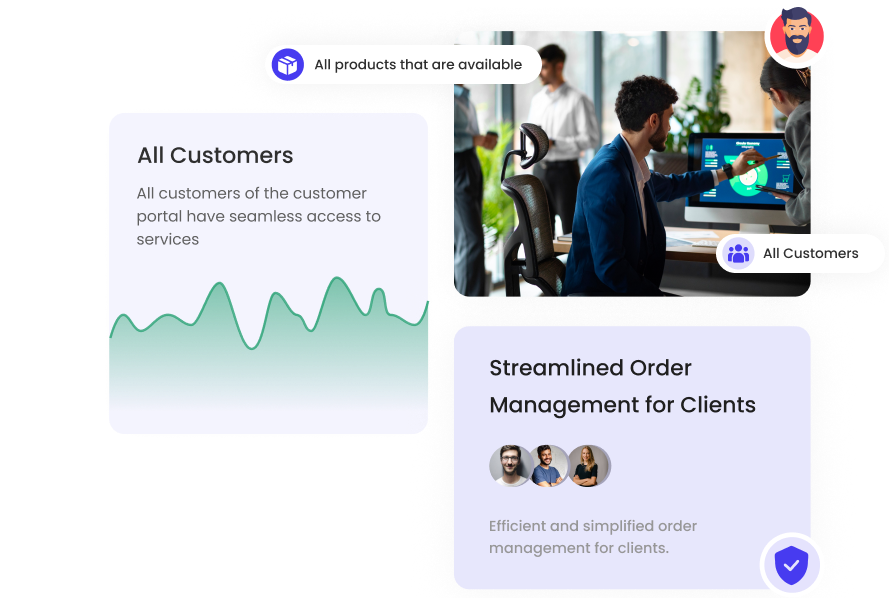 All products that are available
All Customers
All customers of the customer
portal have seamless access to
services
All Customers
Streamlined Order
Management for Clients
Efficient and simplified order
management for clients.